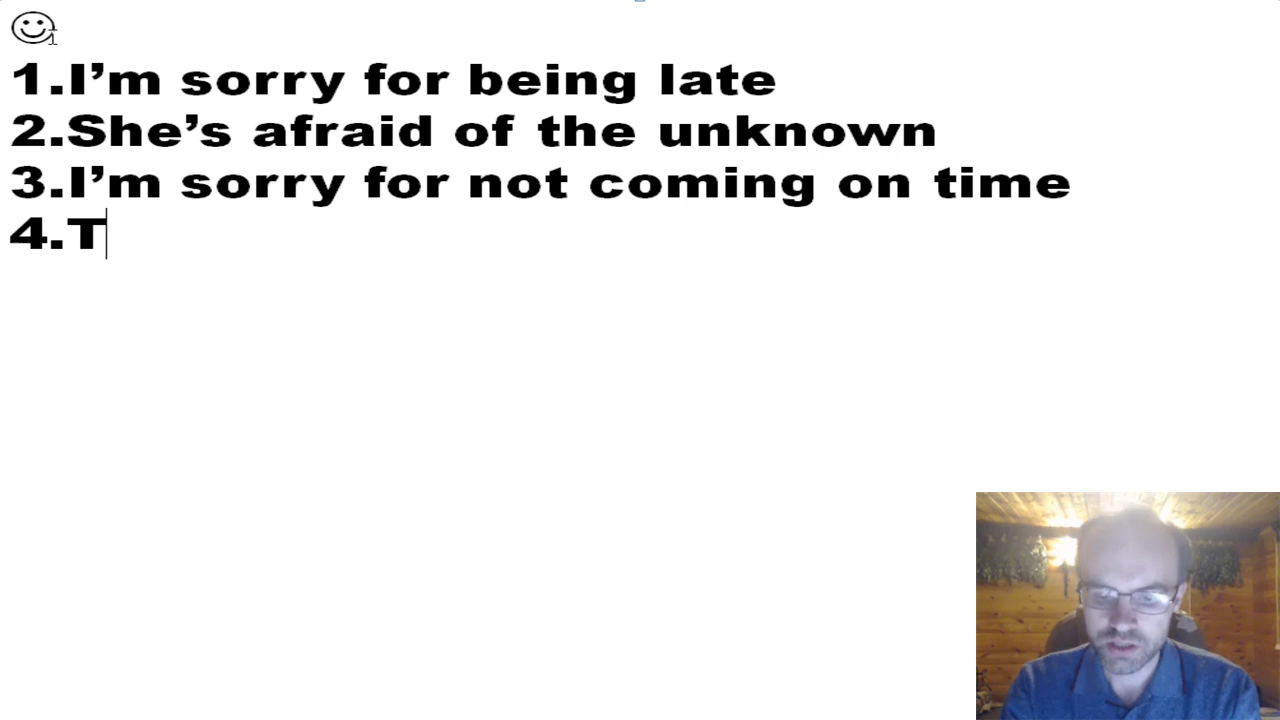 1.I’m sorry for being late
2.She’s afraid of the unknown
3.I’m sorry for not coming on time
4.T